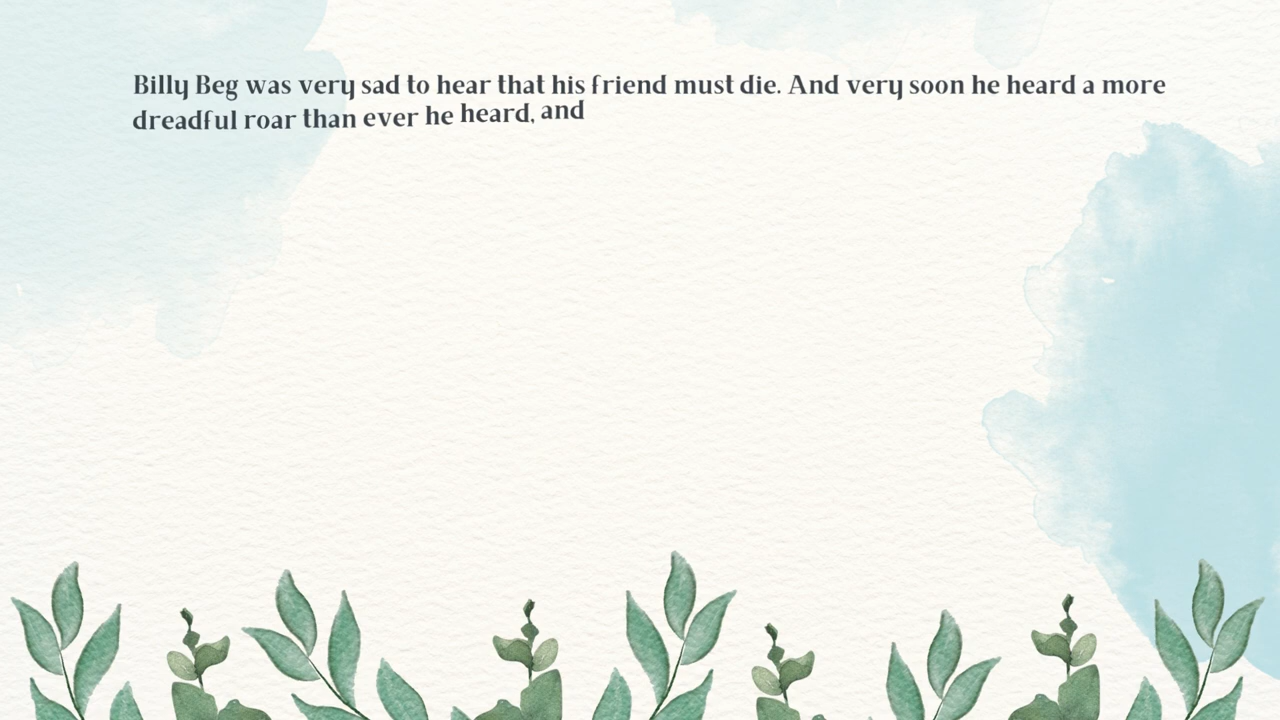 Billy Beg was very sad to hear that his friend must die. And very soon he heard a more
dreadful roar than ever he heard, and